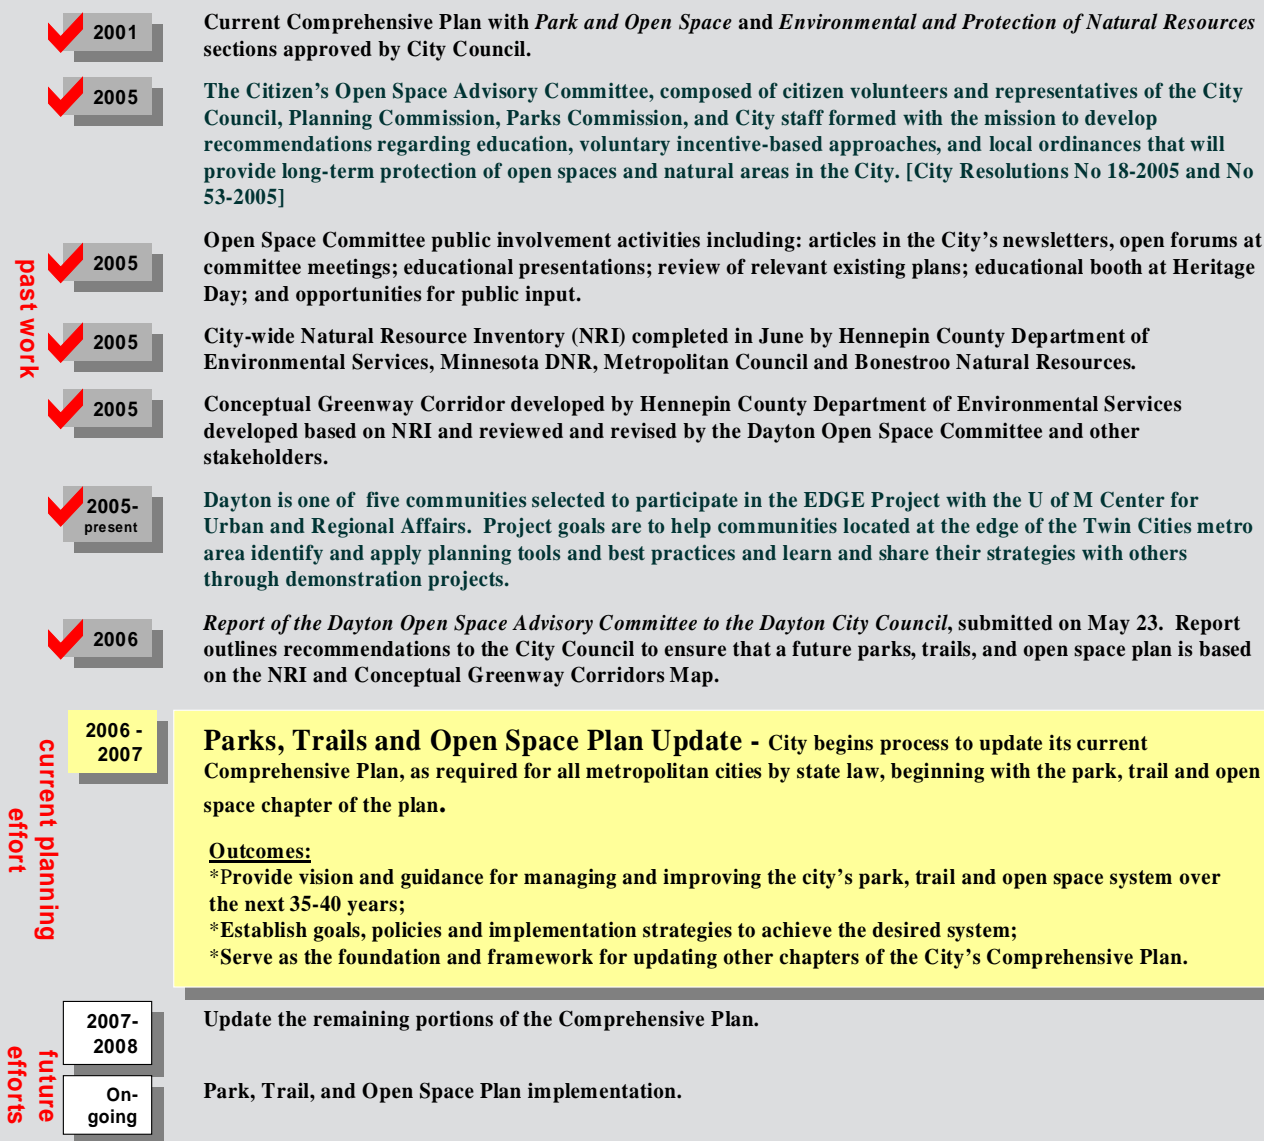 2001
Current Comprehensive Plan with Park and Open Space and Environmental and Protection of Natural Resources
sections approved by City Council.
2005
The Citizen’s Open Space Advisory Committee, composed of citizen volunteers and representatives of the City
Council, Planning Commission, Parks Commission, and City staff formed with the mission to develop
recommendations regarding education, voluntary incentive-based approaches, and local ordinances that will
provide long-term protection of open spaces and natural areas in the City. [City Resolutions No 18-2005 and No
53-2005]
past work
2005
Open Space Committee public involvement activities including: articles in the City’s newsletters, open forums at
committee meetings; educational presentations; review of relevant existing plans; educational booth at Heritage
Day; and opportunities for public input.
2005
City-wide Natural Resource Inventory (NRI) completed in June by Hennepin County Department of
Environmental Services, Minnesota DNR, Metropolitan Council and Bonestroo Natural Resources.
2005
Conceptual Greenway Corridor developed by Hennepin County Department of Environmental Services
developed based on NRI and reviewed and revised by the Dayton Open Space Committee and other
stakeholders.
2005-
present
Dayton is one of five communities selected to participate in the EDGE Project with the U of M Center for
Urban and Regional Affairs. Project goals are to help communities located at the edge of the Twin Cities metro
area identify and apply planning tools and best practices and learn and share their strategies with others
through demonstration projects.
2006
Report of the Dayton Open Space Advisory Committee to the Dayton City Council, submitted on May 23. Report
outlines recommendations to the City Council to ensure that a future parks, trails, and open space plan is based
on the NRI and Conceptual Greenway Corridors Map.
current planning
effort
2006 -
2007
Parks, Trails and Open Space Plan Update - City begins process to update its current
Comprehensive Plan, as required for all metropolitan cities by state law, beginning with the park, trail and open
space chapter of the plan.
Outcomes:
*Provide vision and guidance for managing and improving the city’s park, trail and open space system over
the next 35-40 years;
*Establish goals, policies and implementation strategies to achieve the desired system;
*Serve as the foundation and framework for updating other chapters of the City’s Comprehensive Plan.
future
efforts
2007-
2008
Update the remaining portions of the Comprehensive Plan.
On-
going
Park, Trail, and Open Space Plan implementation.